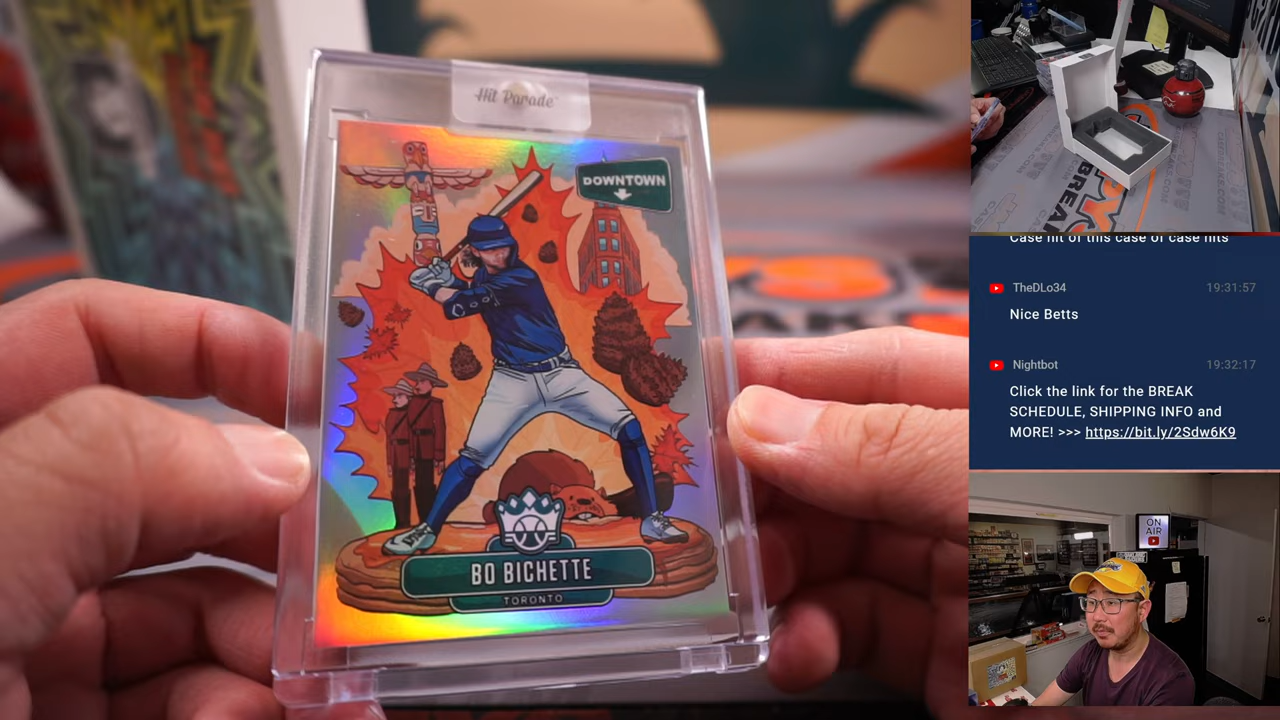 Hit Parade
DOWNTOWN
BO BICHETTE
TORONTO
Case hit of this case of case hits
TheDLo34
19:31:57
Nice Betts
Nightbot
19:32:17
Click the link for the BREAK
SCHEDULE, SHIPPING INFO and
MORE! >>> https://bit.ly/2Sdw6K9
ON
AIR
BREAK